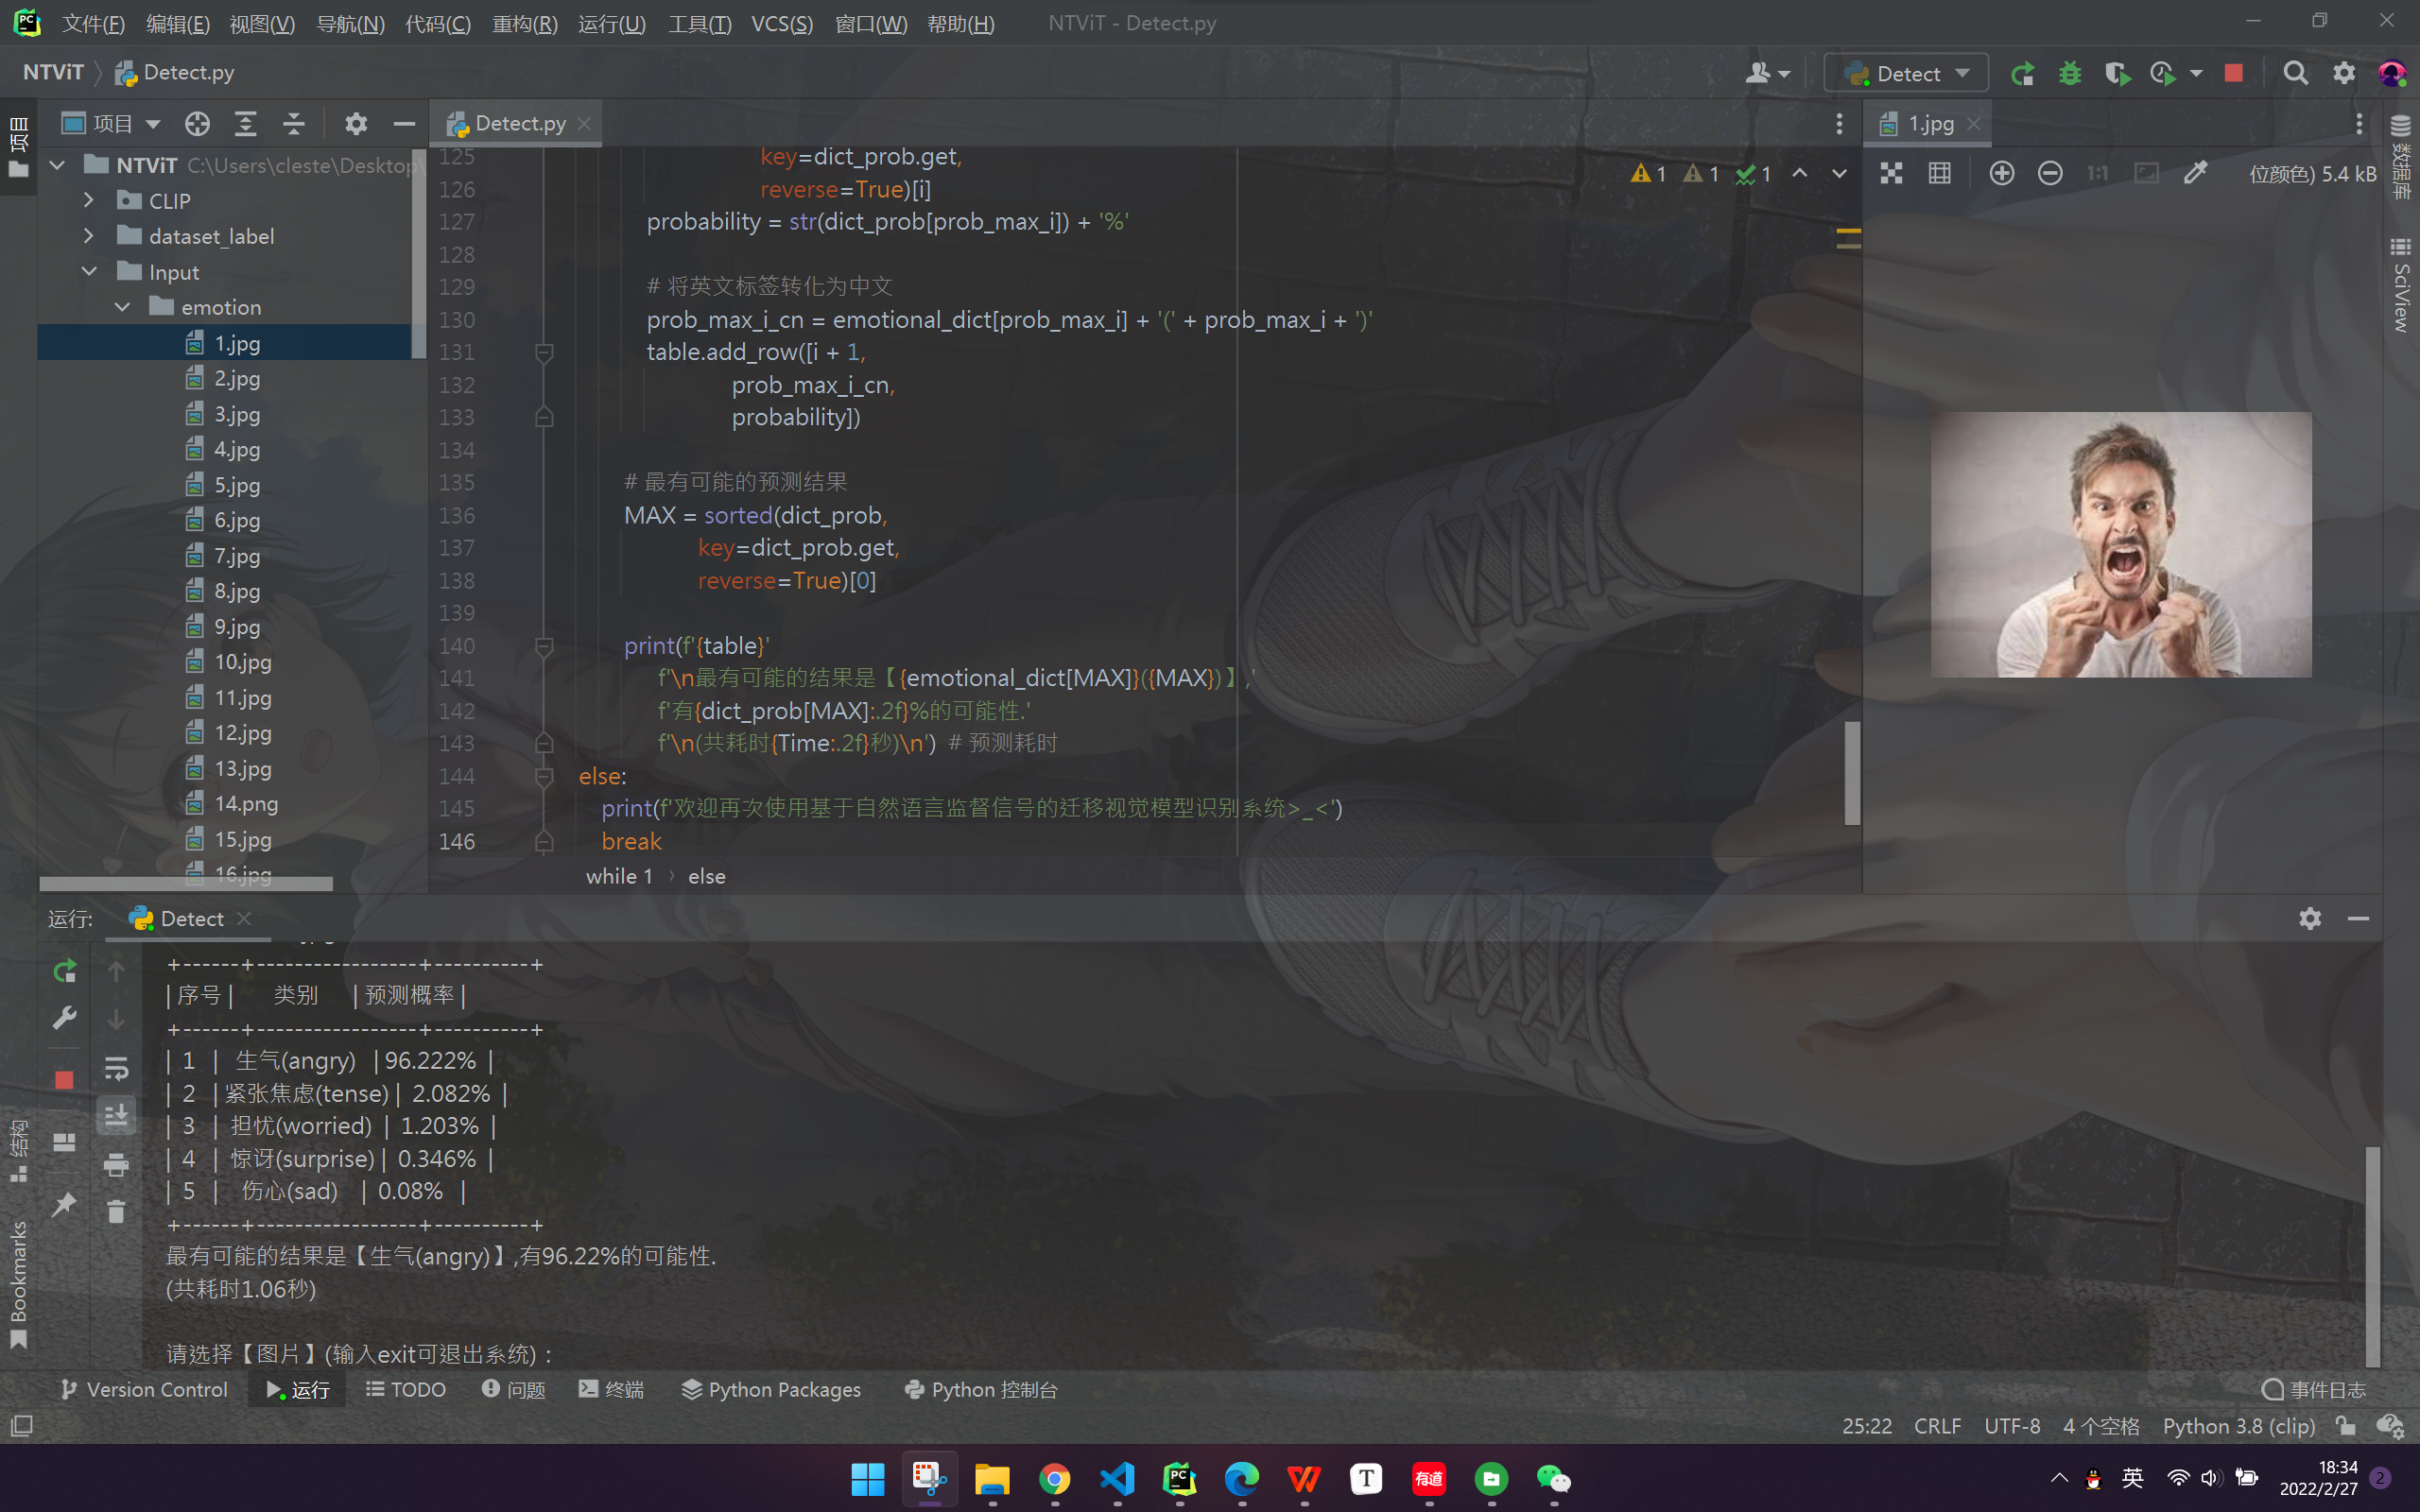 文件(F) 编辑(E) 视图(V) 导航(N) 代码(C) 重构(R) 运行(U) 工具(T) VCS(S) 窗口(W) 帮助(H) NTViT - Detect.py
NTViT Detect.py
Detect
项目
项目
Detect.py
1.jpg
NTViT C:\Users\cleste\Desktop\
CLIP
dataset_label
Input
emotion
1.jpg
2.jpg
3.jpg
4.jpg
5.jpg
6.jpg
7.jpg
8.jpg
9.jpg
10.jpg
11.jpg
12.jpg
13.jpg
14.png
15.jpg
16.jpg
1 1 1
125 key=dict_prob.get,
126 reverse=True)[i]
127 probability = str(dict_prob[prob_max_i]) + '%'
128
129 # 将英文标签转化为中文
130 prob_max_i_cn = emotional_dict[prob_max_i] + '(' + prob_max_i + ')'
131 table.add_row([i + 1,
132 prob_max_i_cn,
133 probability])
134
135 # 最有可能的预测结果
136 MAX = sorted(dict_prob,
137 key=dict_prob.get,
138 reverse=True)[0]
139
140 print(f'{table}'
141 f'\n最有可能的结果是【{emotional_dict[MAX]}({MAX})】,'
142 f'有{dict_prob[MAX]:.2f}%的可能性.'
143 f'\n(共耗时{Time:.2f}秒)\n') # 预测耗时
144 else:
145 print(f'欢迎再次使用基于自然语言监督信号的迁移视觉模型识别系统>_<')
146 break
while 1 › else
1:1
位颜色) 5.4 kB
数据库
SciView
运行: Detect
+------+-----------------+----------+
| 序号 | 类别 | 预测概率 |
+------+-----------------+----------+
| 1 | 生气(angry) | 96.222% |
| 2 | 紧张焦虑(tense) | 2.082% |
| 3 | 担忧(worried) | 1.203% |
| 4 | 惊讶(surprise) | 0.346% |
| 5 | 伤心(sad) | 0.08% |
+------+-----------------+----------+
最有可能的结果是【生气(angry)】,有96.22%的可能性.
(共耗时1.06秒)
请选择【图片】(输入exit可退出系统) :
结构
Bookmarks
Version Control 运行 TODO 问题 终端 Python Packages Python 控制台 事件日志
25:22 CRLF UTF-8 4 个空格 Python 3.8 (clip)
PC T 有道
英
18:34
2022/2/27
2